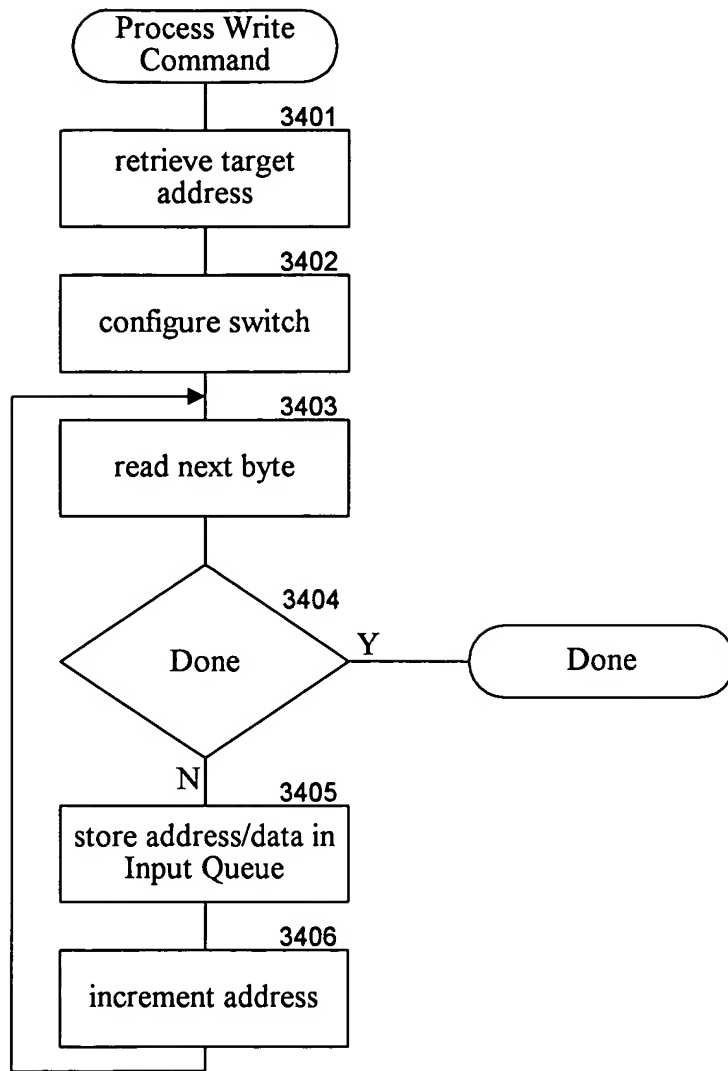 Process Write
Command
3401
retrieve target
address
3402
configure switch
3403
read next byte
3404
Done
Y
Done
N
3405
store address/data in
Input Queue
3406
increment address